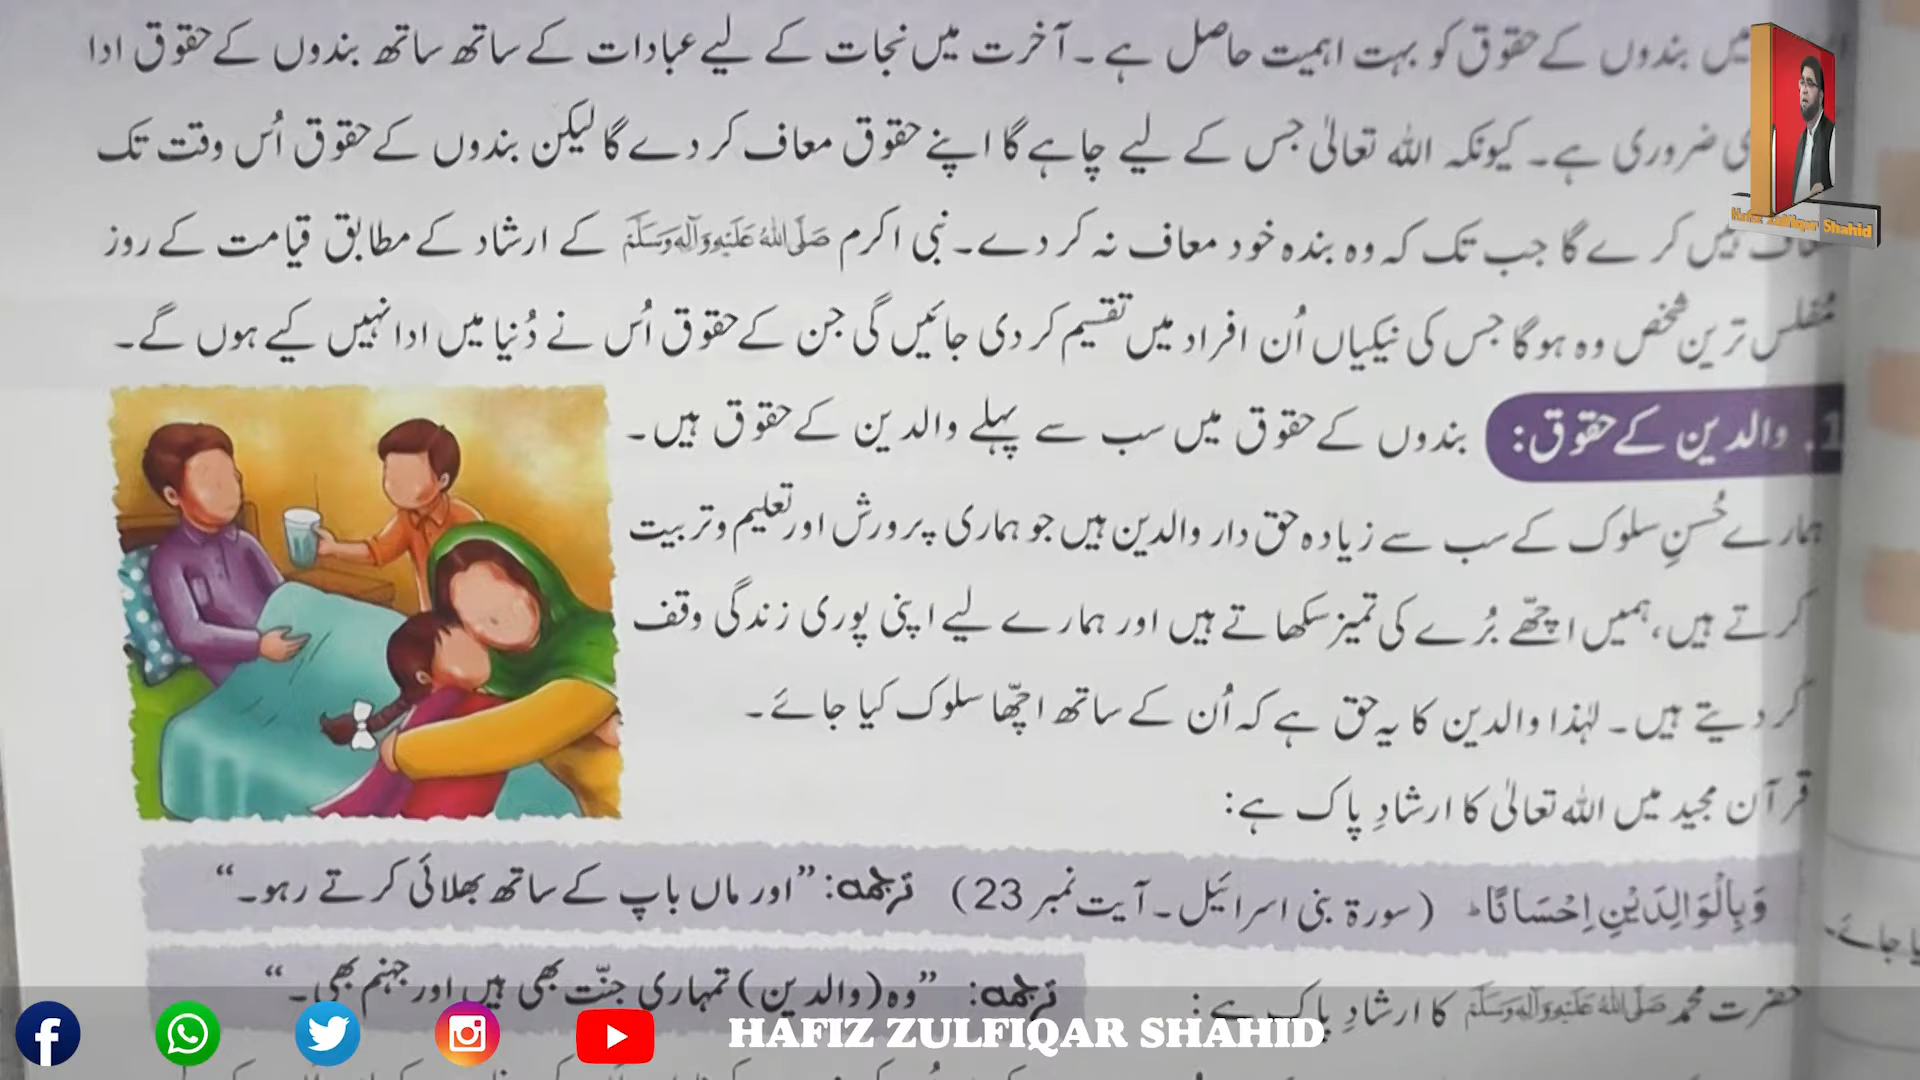 میں بندوں کے حقوق کو بہت اہمیت حاصل ہے۔ آخرت میں نجات کے لیے عبادات کے ساتھ ساتھ بندوں کے حقوق ادا
ضروری ہے۔ کیونکہ اللہ تعالیٰ جس کے لیے چاہے گا اپنے حقوق معاف کر دے گا لیکن بندوں کے حقوق اُس وقت تک
کرے گا جب تک کہ وہ بندہ خود معاف نہ کر دے۔ نبی اکرم صَلَّی اللهُ عَلَيْهِ وَآلِهٖ وَسَلَّمَ کے ارشاد کے مطابق قیامت کے روز
مُفلس ترین شخص وہ ہوگا جس کی نیکیاں اُن افراد میں تقسیم کر دی جائیں گی جن کے حقوق اُس نے دُنیا میں ادا نہیں کیے ہوں گے۔
1. والدین کے حقوق: بندوں کے حقوق میں سب سے پہلے والدین کے حقوق ہیں۔
ہمارے حُسنِ سلوک کے سب سے زیادہ حق دار والدین ہیں جو ہماری پرورش اور تعلیم و تربیت
کرتے ہیں، ہمیں اچھّے بُرے کی تمیز سکھاتے ہیں اور ہمارے لیے اپنی پوری زندگی وقف
کر دیتے ہیں۔ لہٰذا والدین کا یہ حق ہے کہ اُن کے ساتھ اچھّا سلوک کیا جائے۔
قرآن مجید میں اللہ تعالیٰ کا ارشادِ پاک ہے:
وَبِالْوَالِدَيْنِ اِحْسَانًا ؕ (سورۃ بنی اسرائیل۔ آیت نمبر 23) ترجمہ: ”اور ماں باپ کے ساتھ بھلائی کرتے رہو۔“
حضرت محمد صَلَّی اللهُ عَلَيْهِ وَآلِهٖ وَسَلَّمَ کا ارشادِ پاک ہے: ترجمہ: ”وہ (والدین) تمہاری جنّت بھی ہیں اور جہنم بھی۔“
جائے۔
Hafiz Zulfiqar Shahid
HAFIZ ZULFIQAR SHAHID